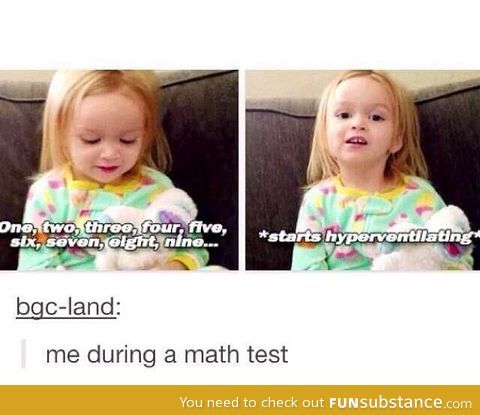 One, two, three, four, five,
six, seven, eight, nine...
*starts hyperventilating*
bgc-land:
me during a math test
You need to check out FUNsubstance.com